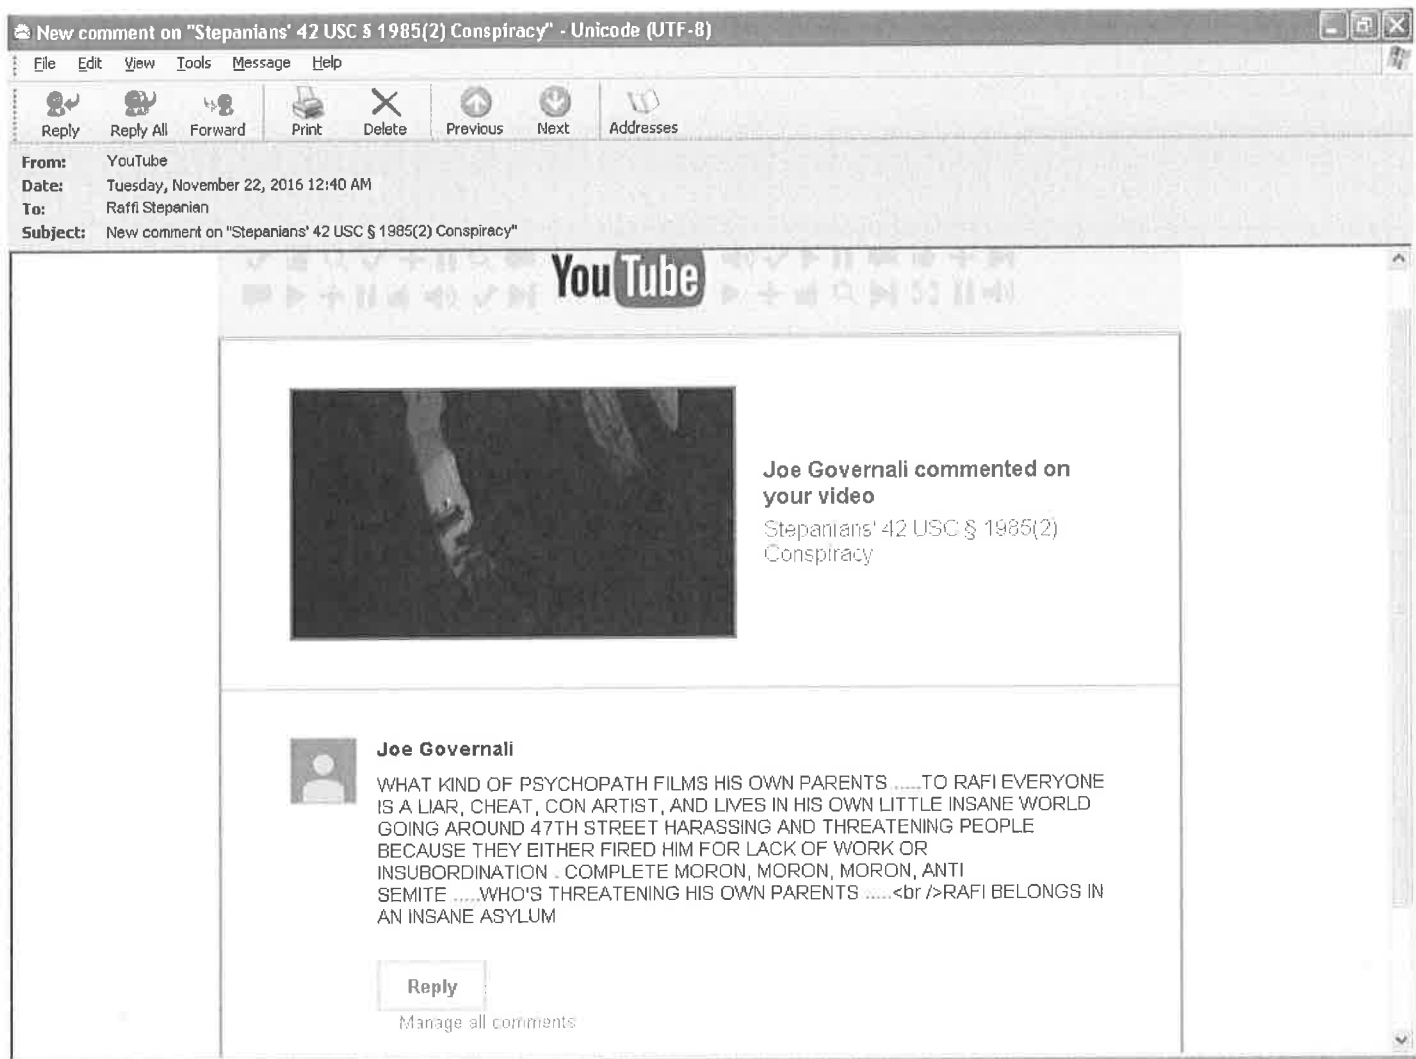 New comment on "Stepanians' 42 USC § 1985(2) Conspiracy" - Unicode (UTF-8)
File Edit View Tools Message Help
Reply Reply All Forward Print Delete Previous Next Addresses
From: YouTube
Date: Tuesday, November 22, 2016 12:40 AM
To: Raffi Stepanian
Subject: New comment on "Stepanians' 42 USC § 1985(2) Conspiracy"
YouTube
Joe Governali commented on
your video
Stepanians' 42 USC § 1985(2)
Conspiracy
Joe Governali
WHAT KIND OF PSYCHOPATH FILMS HIS OWN PARENTS ......TO RAFI EVERYONE
IS A LIAR, CHEAT, CON ARTIST, AND LIVES IN HIS OWN LITTLE INSANE WORLD
GOING AROUND 47TH STREET HARASSING AND THREATENING PEOPLE
BECAUSE THEY EITHER FIRED HIM FOR LACK OF WORK OR
INSUBORDINATION . COMPLETE MORON, MORON, MORON, ANTI
SEMITE .....WHO'S THREATENING HIS OWN PARENTS .....<br />RAFI BELONGS IN
AN INSANE ASYLUM
Reply
Manage all comments